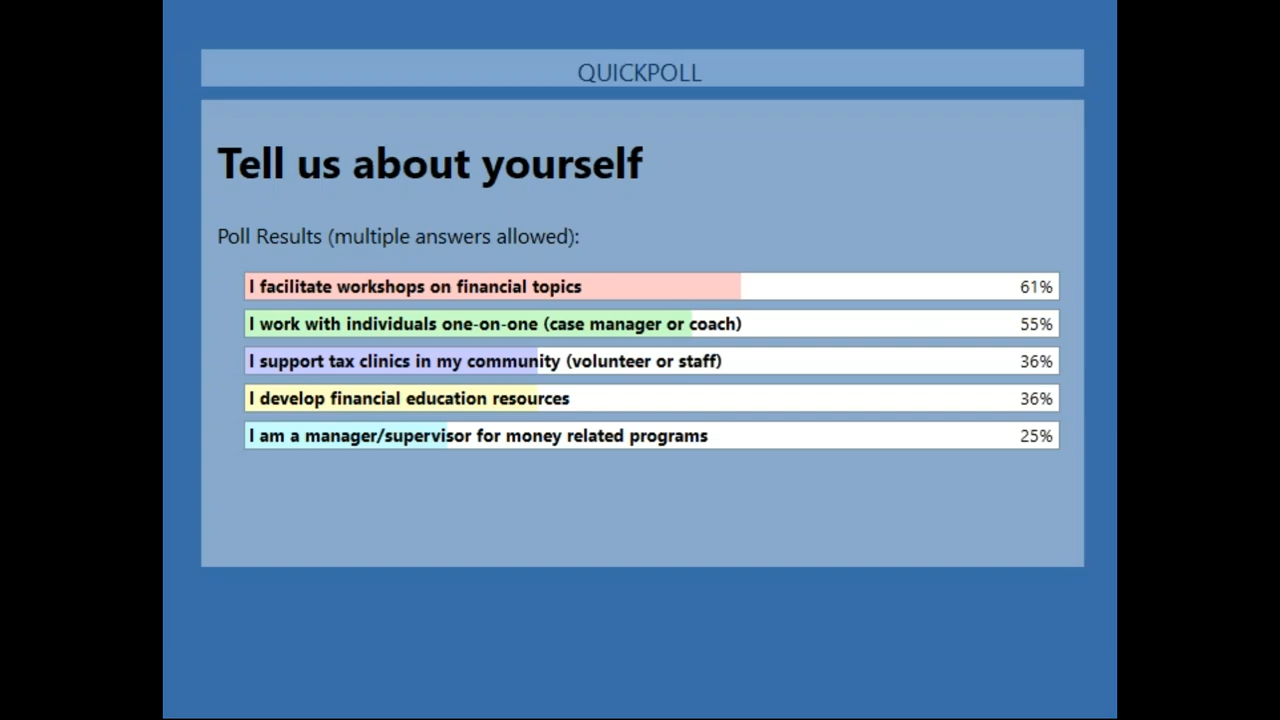 QUICKPOLL
Tell us about yourself
Poll Results (multiple answers allowed):
I facilitate workshops on financial topics 61%
I work with individuals one-on-one (case manager or coach) 55%
I support tax clinics in my community (volunteer or staff) 36%
I develop financial education resources 36%
I am a manager/supervisor for money related programs 25%